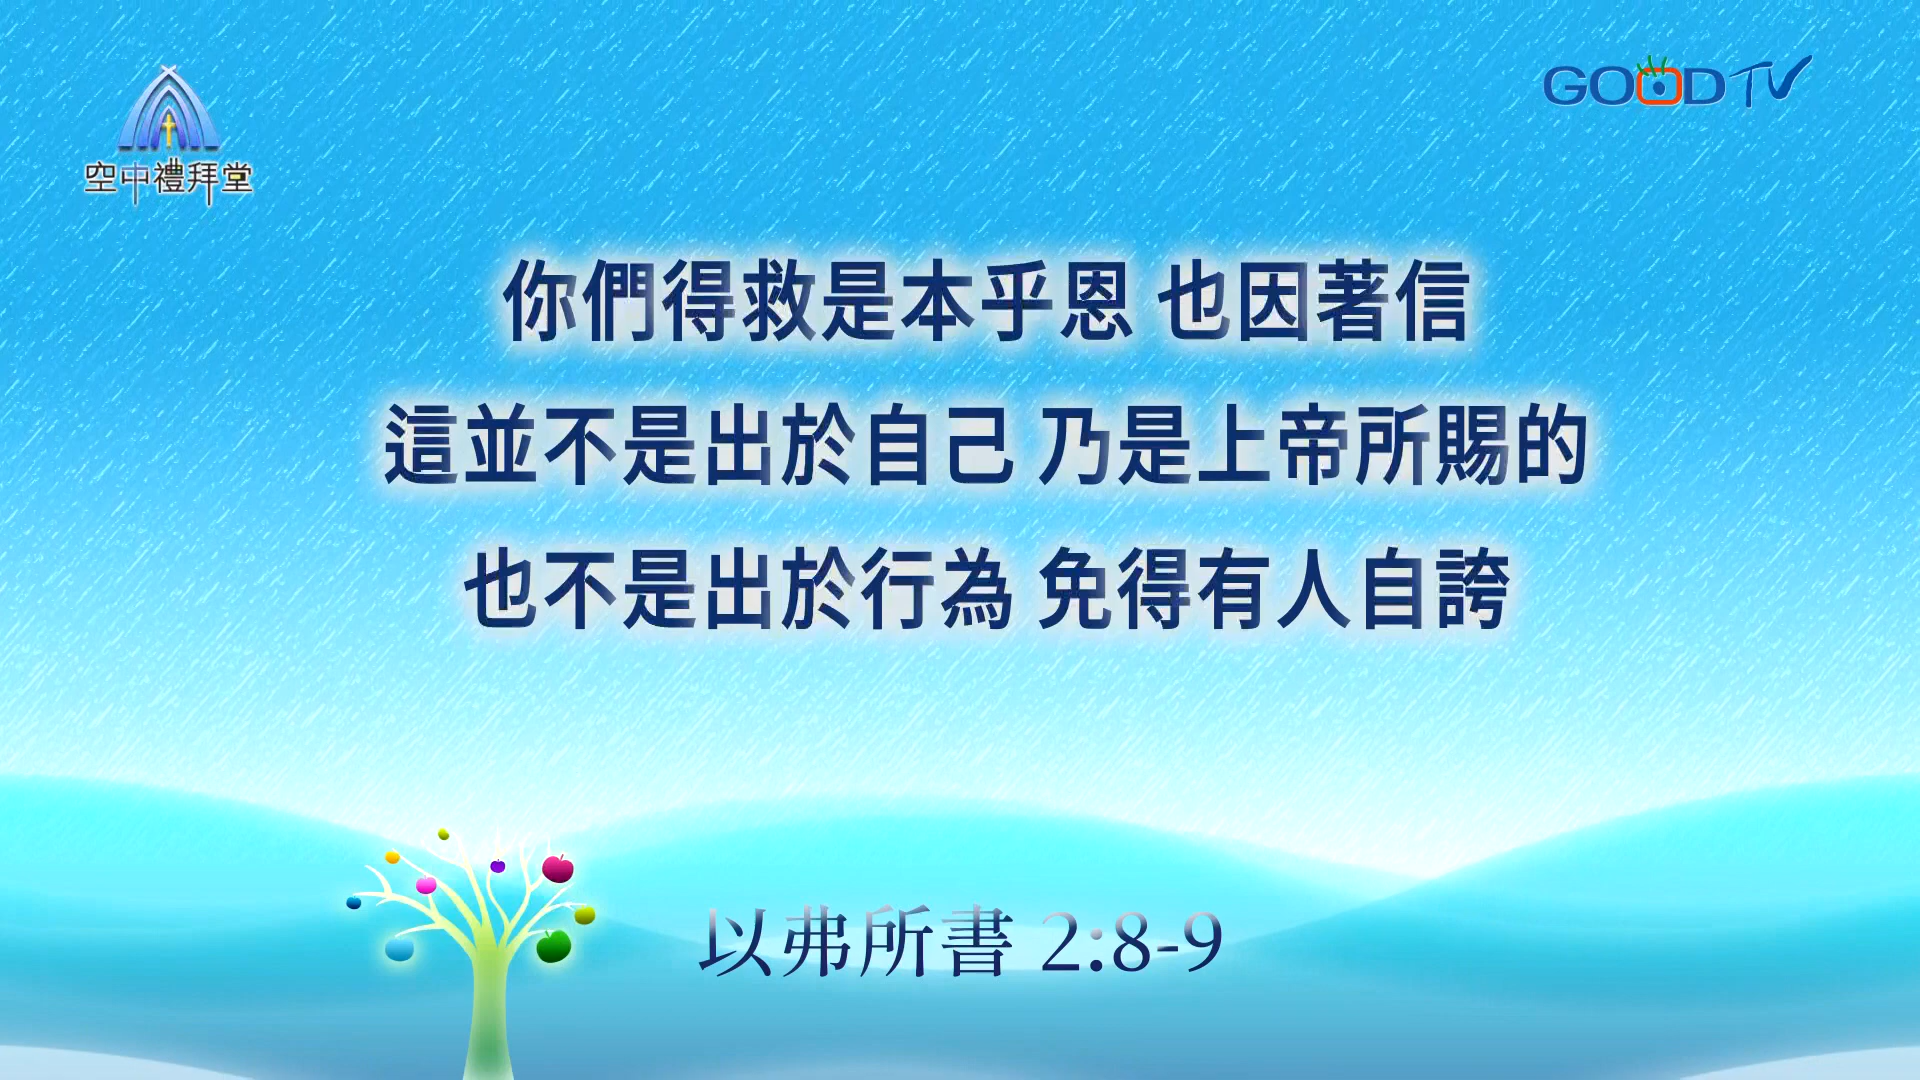 空中禮拜堂
GOOD TV
你們得救是本乎恩 也因著信
這並不是出於自己 乃是上帝所賜的
也不是出於行為 免得有人自誇
以弗所書 2:8-9